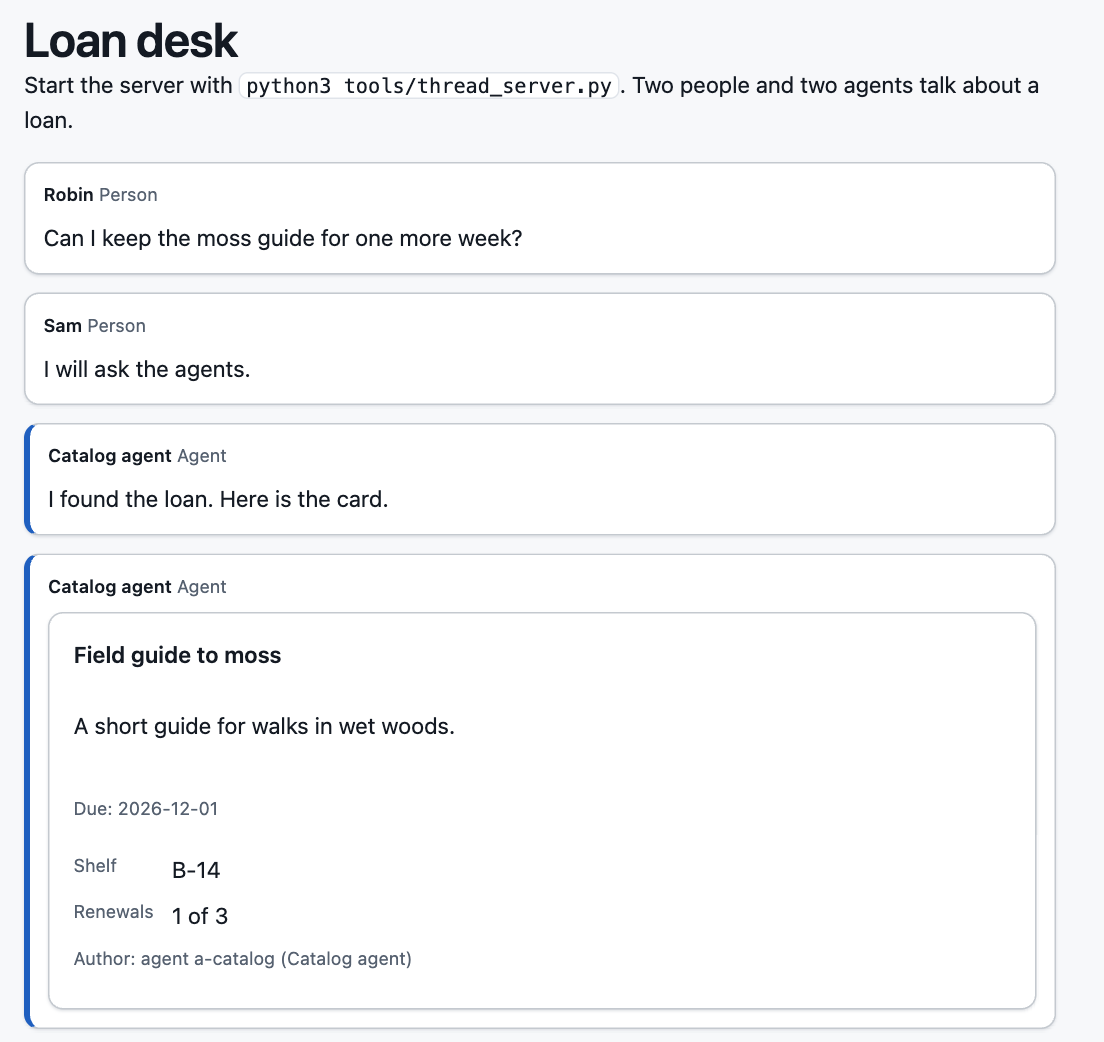 Loan desk
Start the server with python3 tools/thread_server.py. Two people and two agents talk about a
loan.
Robin Person
Can I keep the moss guide for one more week?
Sam Person
I will ask the agents.
Catalog agent Agent
I found the loan. Here is the card.
Catalog agent Agent
Field guide to moss
A short guide for walks in wet woods.
Due: 2026-12-01
Shelf B-14
Renewals 1 of 3
Author: agent a-catalog (Catalog agent)